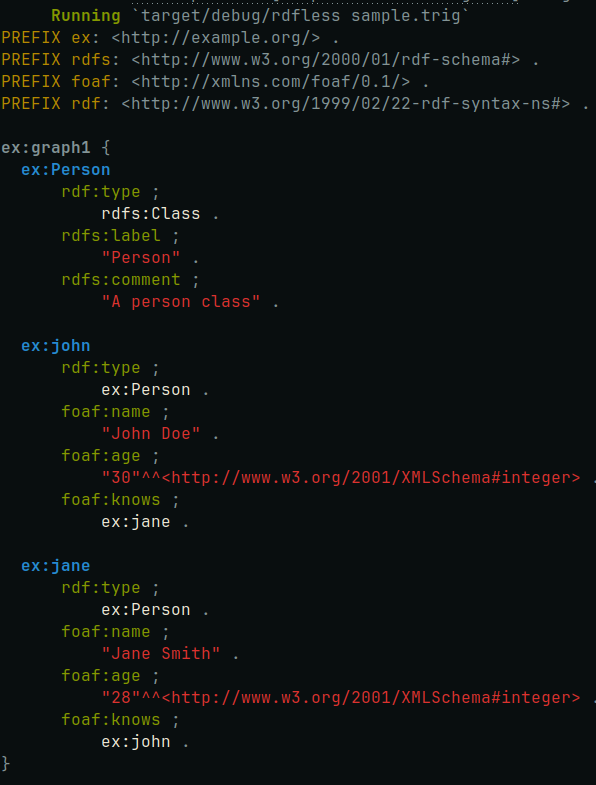 Running `target/debug/rdfless sample.trig`
PREFIX ex: <http://example.org/> .
PREFIX rdfs: <http://www.w3.org/2000/01/rdf-schema#> .
PREFIX foaf: <http://xmlns.com/foaf/0.1/> .
PREFIX rdf: <http://www.w3.org/1999/02/22-rdf-syntax-ns#> .
ex:graph1 {
ex:Person
rdf:type ;
rdfs:Class .
rdfs:label ;
"Person" .
rdfs:comment ;
"A person class" .
ex:john
rdf:type ;
ex:Person .
foaf:name ;
"John Doe" .
foaf:age ;
"30"^^<http://www.w3.org/2001/XMLSchema#integer> .
foaf:knows ;
ex:jane .
ex:jane
rdf:type ;
ex:Person .
foaf:name ;
"Jane Smith" .
foaf:age ;
"28"^^<http://www.w3.org/2001/XMLSchema#integer> .
foaf:knows ;
ex:john .
}